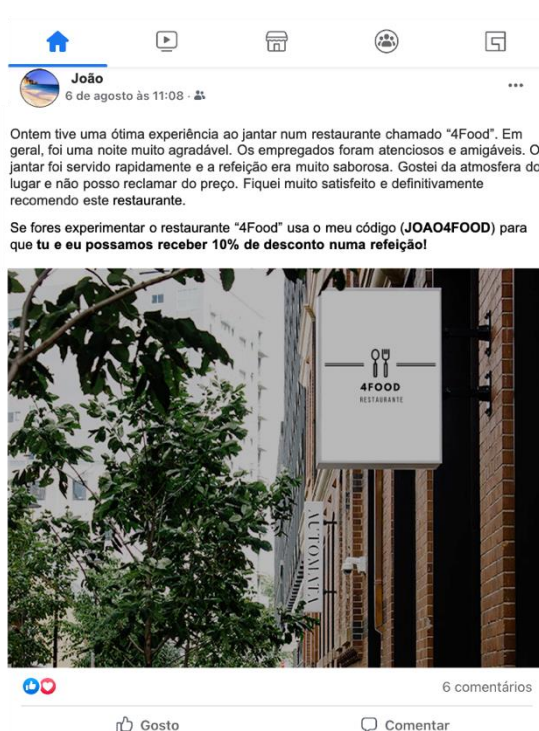 João
6 de agosto às 11:08 ·
Ontem tive uma ótima experiência ao jantar num restaurante chamado “4Food”. Em
geral, foi uma noite muito agradável. Os empregados foram atenciosos e amigáveis. O
jantar foi servido rapidamente e a refeição era muito saborosa. Gostei da atmosfera do
lugar e não posso reclamar do preço. Fiquei muito satisfeito e definitivamente
recomendo este restaurante.
Se fores experimentar o restaurante “4Food” usa o meu código (JOAO4FOOD) para
que tu e eu possamos receber 10% de desconto numa refeição!
4FOOD
RESTAURANTE
AUTOMATA
6 comentários
Gosto
Comentar